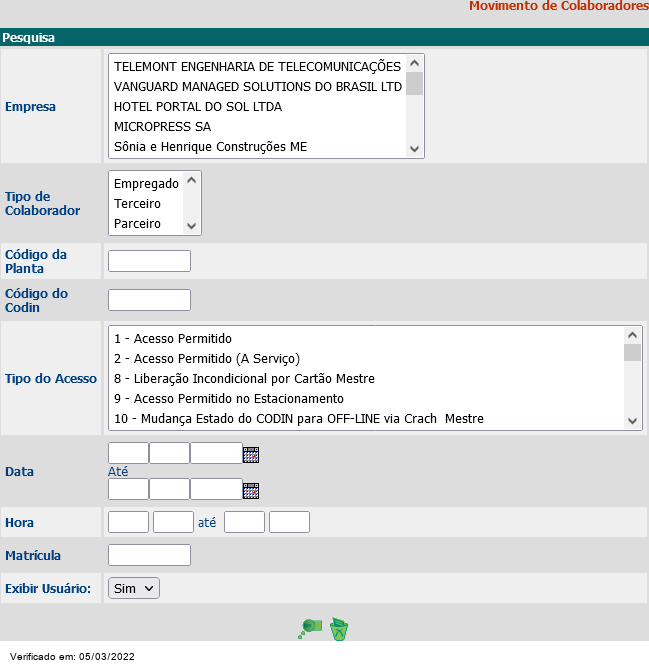 Movimento de Colaboradores
Pesquisa
Empresa
TELEMONT ENGENHARIA DE TELECOMUNICAÇÕES
VANGUARD MANAGED SOLUTIONS DO BRASIL LTD
HOTEL PORTAL DO SOL LTDA
MICROPRESS SA
Sônia e Henrique Construções ME
Tipo de
Colaborador
Empregado
Terceiro
Parceiro
Código da
Planta
Código do
Codin
Tipo do Acesso
1 - Acesso Permitido
2 - Acesso Permitido (A Serviço)
8 - Liberação Incondicional por Cartão Mestre
9 - Acesso Permitido no Estacionamento
10 - Mudança Estado do CODIN para OFF-LINE via Crach  Mestre
Data
Até
Hora
até
Matrícula
Exibir Usuário:
Sim
Verificado em: 05/03/2022